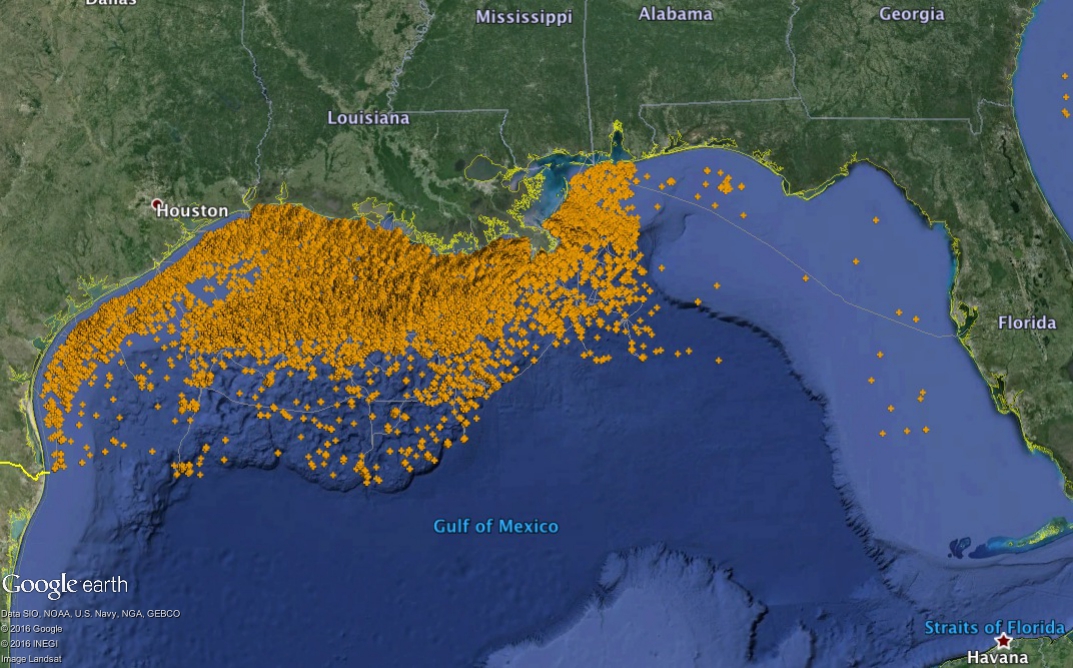 Dallas
Mississippi
Alabama
Georgia
Louisiana
Houston
Florida
Gulf of Mexico
Google earth
Data SIO, NOAA, U.S. Navy, NGA, GEBCO
© 2016 Google
© 2016 INEGI
Image Landsat
Straits of Florida
Havana